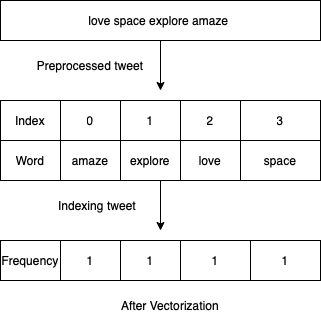 love space explore amaze
Preprocessed tweet
Index 0 1 2 3
Word amaze explore love space
Indexing tweet
Frequency 1 1 1 1
After Vectorization